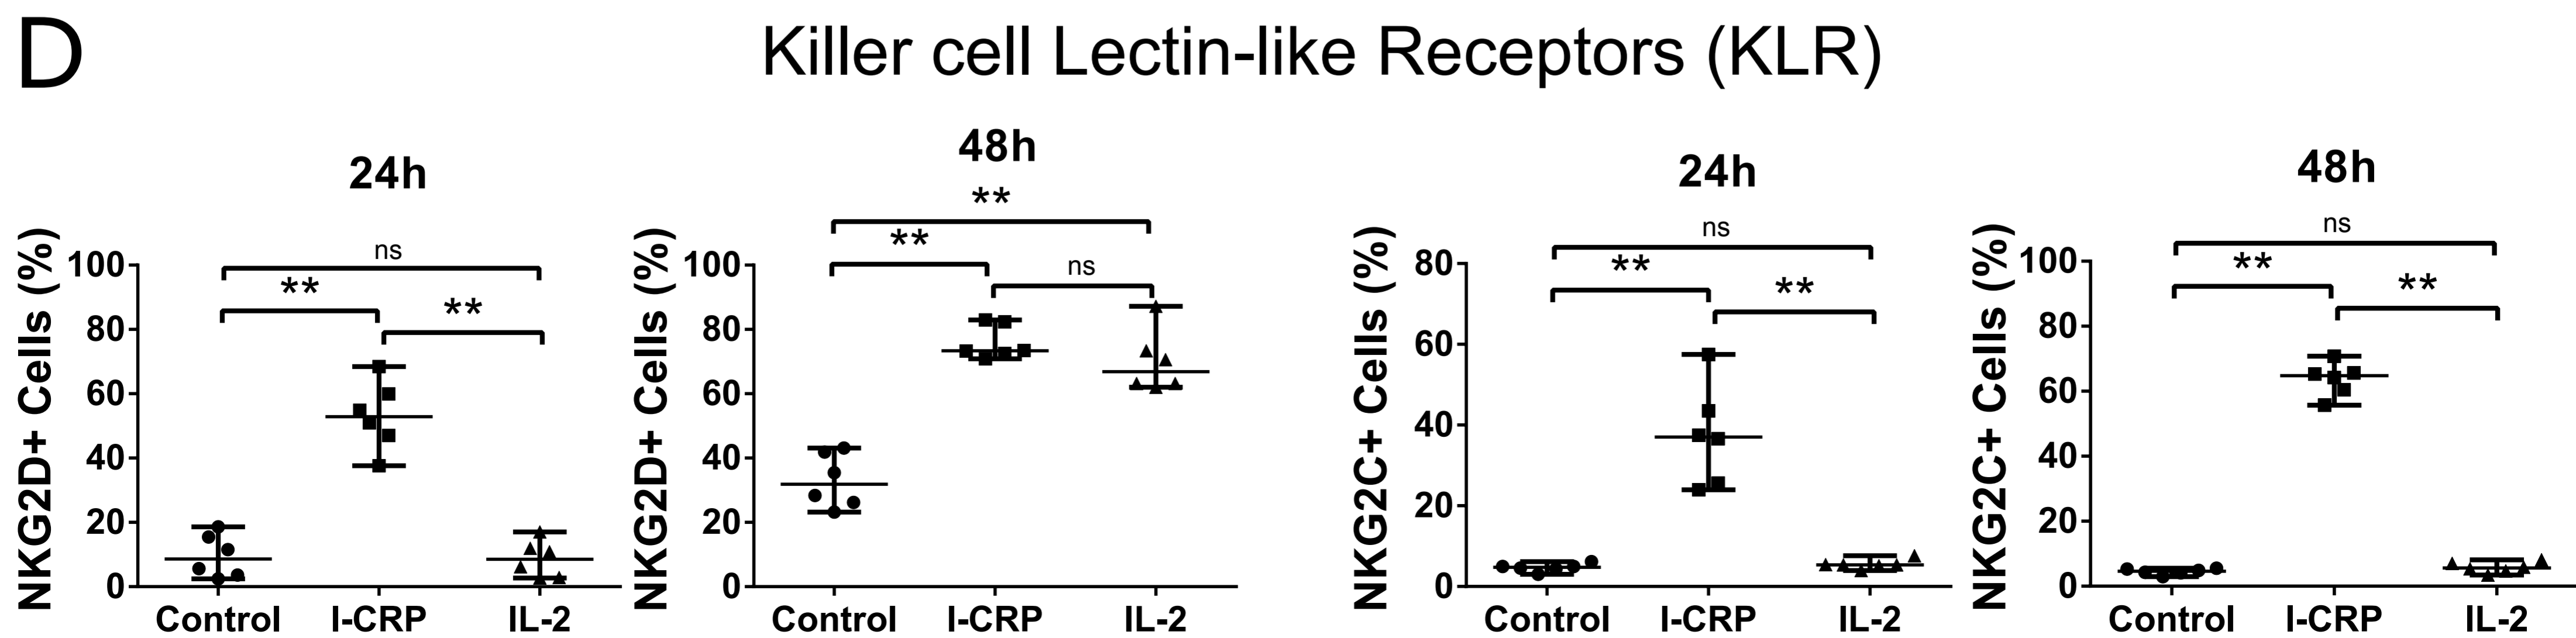 D
Killer cell Lectin-like Receptors (KLR)
24h
NKG2D+ Cells (%)
100
80
60
40
20
0
ns
**
**
Control
I-CRP
IL-2
48h
NKG2D+ Cells (%)
100
80
60
40
20
0
**
**
ns
Control
I-CRP
IL-2
24h
NKG2C+ Cells (%)
80
60
40
20
0
ns
**
**
Control
I-CRP
IL-2
48h
NKG2C+ Cells (%)
100
80
60
40
20
0
ns
**
**
Control
I-CRP
IL-2